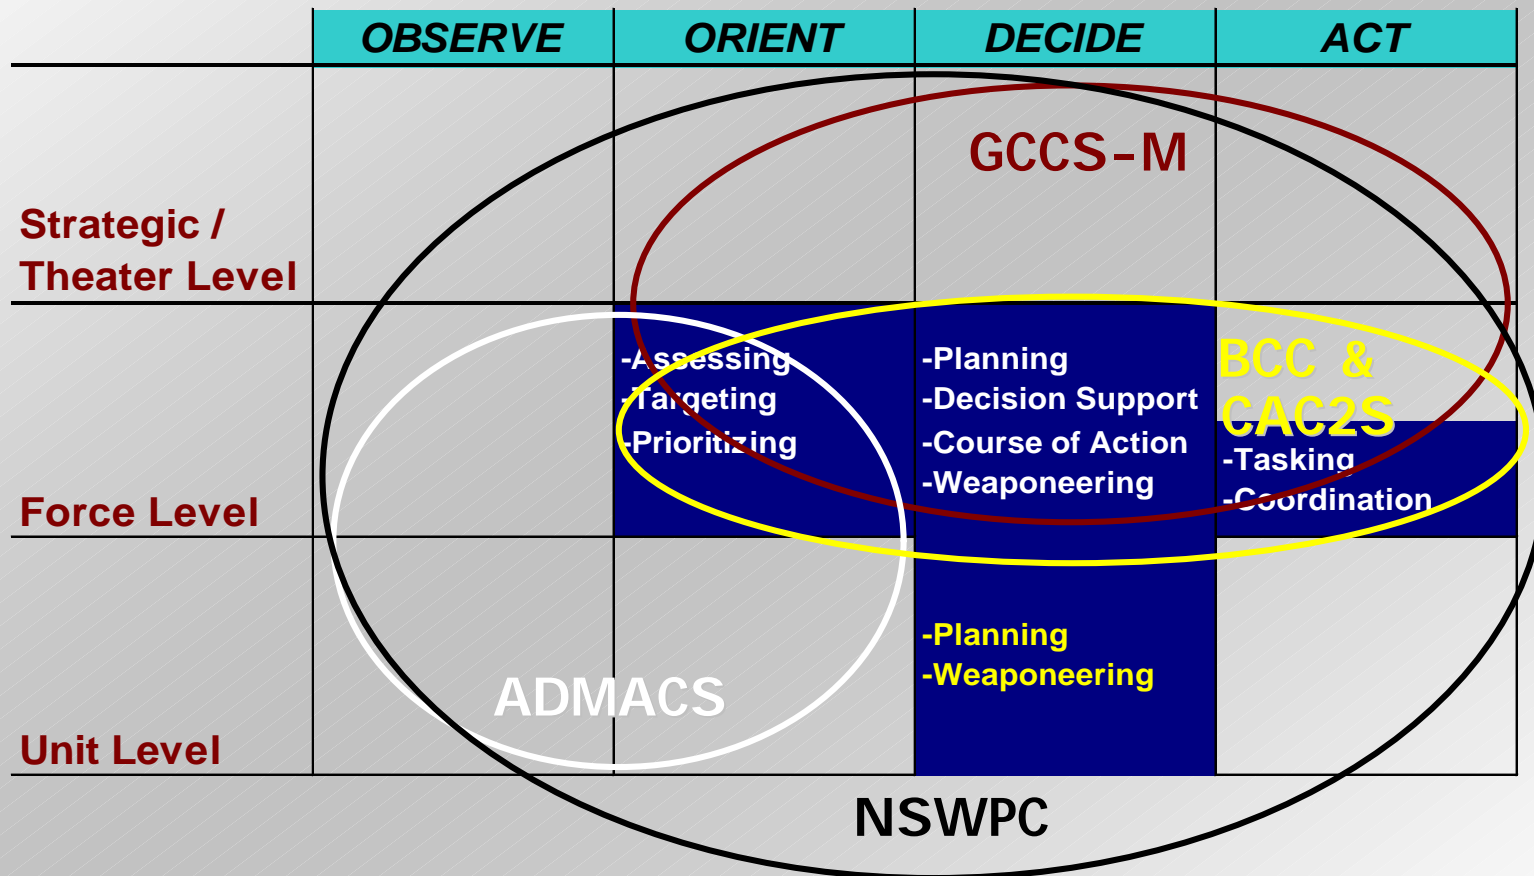 OBSERVE ORIENT DECIDE ACT
GCCS-M
Strategic /
Theater Level
-Assessing
-Targeting
-Prioritizing
-Planning
-Decision Support
-Course of Action
-Weaponeering
BCC &
CAC2S
-Tasking
-Coordination
Force Level
-Planning
-Weaponeering
ADMACS
Unit Level
NSWPC